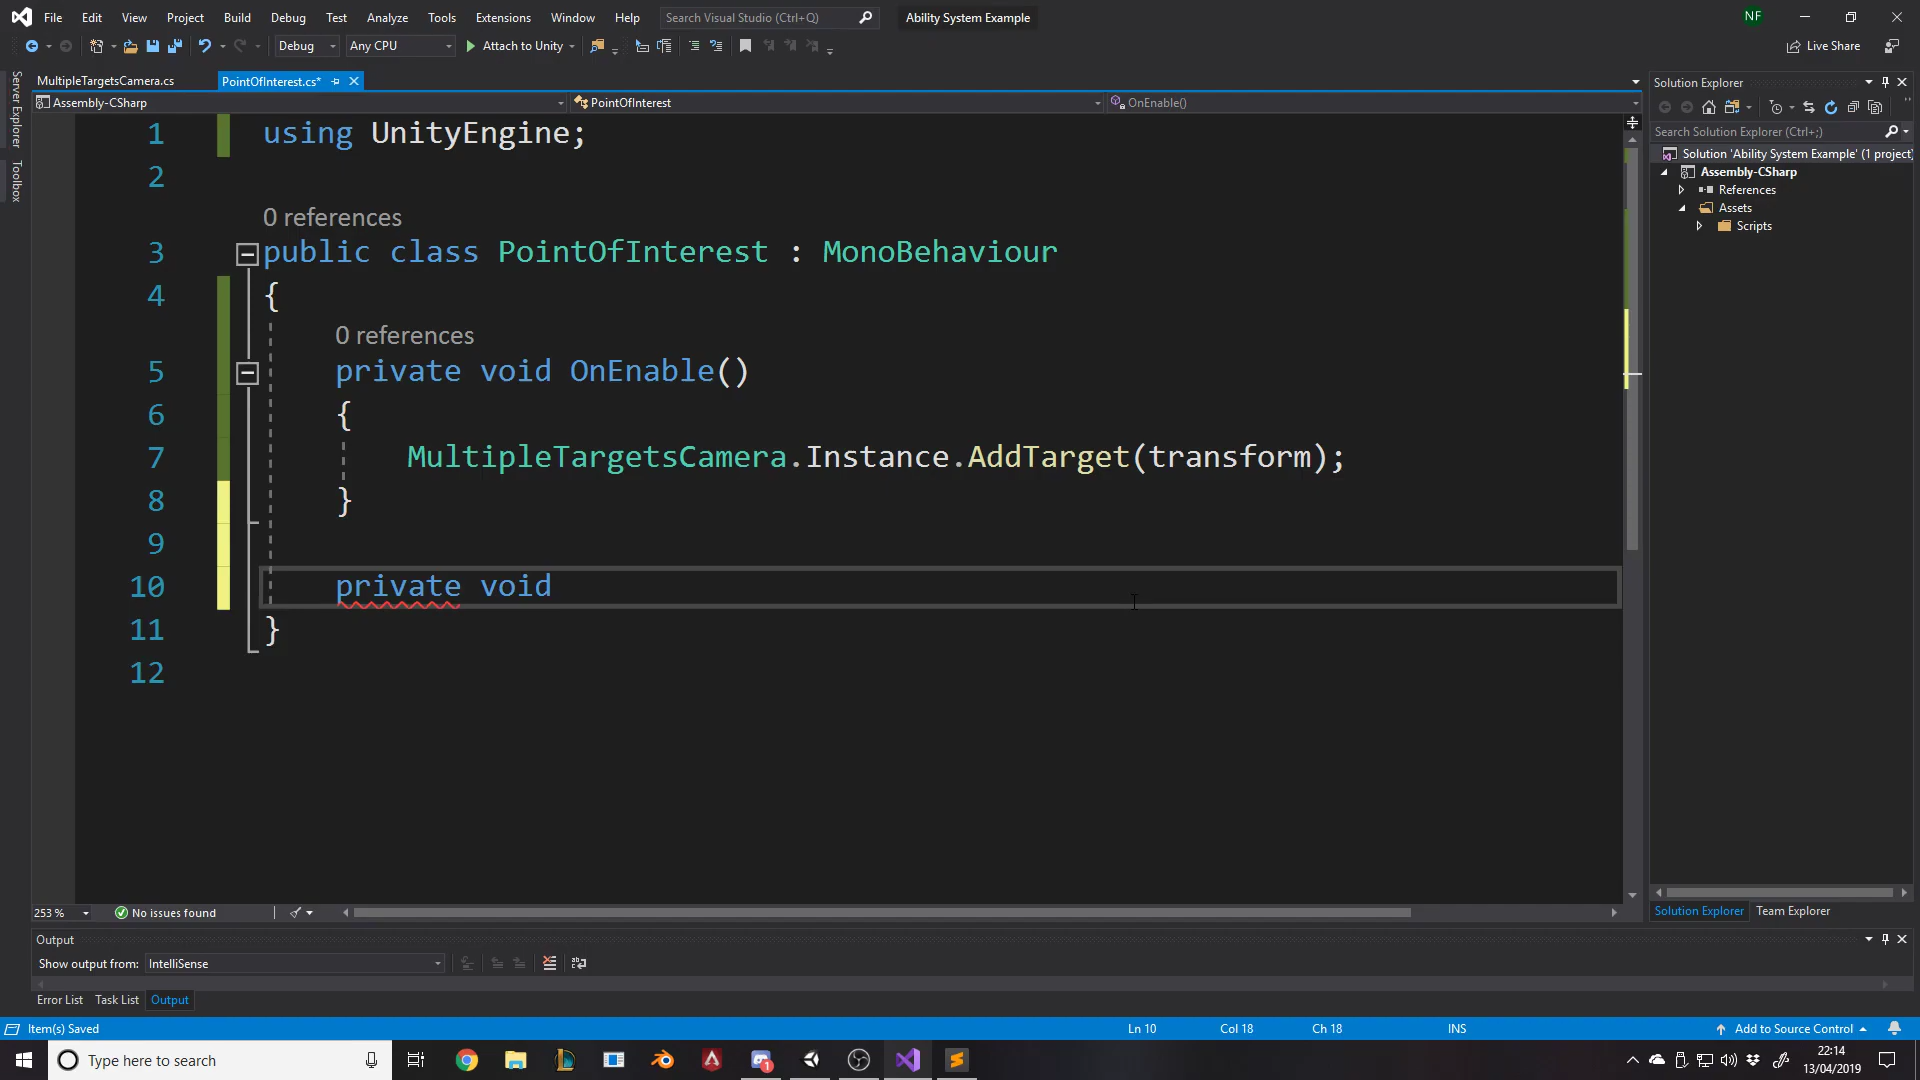 File Edit View Project Build Debug Test Analyze Tools Extensions Window Help Search Visual Studio (Ctrl+Q) Ability System Example NF
Debug Any CPU Attach to Unity Live Share
MultipleTargetsCamera.cs PointOfInterest.cs*
Assembly-CSharp PointOfInterest OnEnable()
Server Explorer
Toolbox
1 using UnityEngine;
2
0 references
3 public class PointOfInterest : MonoBehaviour
4 {
0 references
5 private void OnEnable()
6 {
7 MultipleTargetsCamera.Instance.AddTarget(transform);
8 }
9
10 private void
11 }
12
Solution Explorer
Search Solution Explorer (Ctrl+;)
Solution 'Ability System Example' (1 project)
Assembly-CSharp
References
Assets
Scripts
Solution Explorer Team Explorer
253 % No issues found
Output
Show output from: IntelliSense
Error List Task List Output
Item(s) Saved Ln 10 Col 18 Ch 18 INS Add to Source Control
Type here to search
1
22:14
13/04/2019